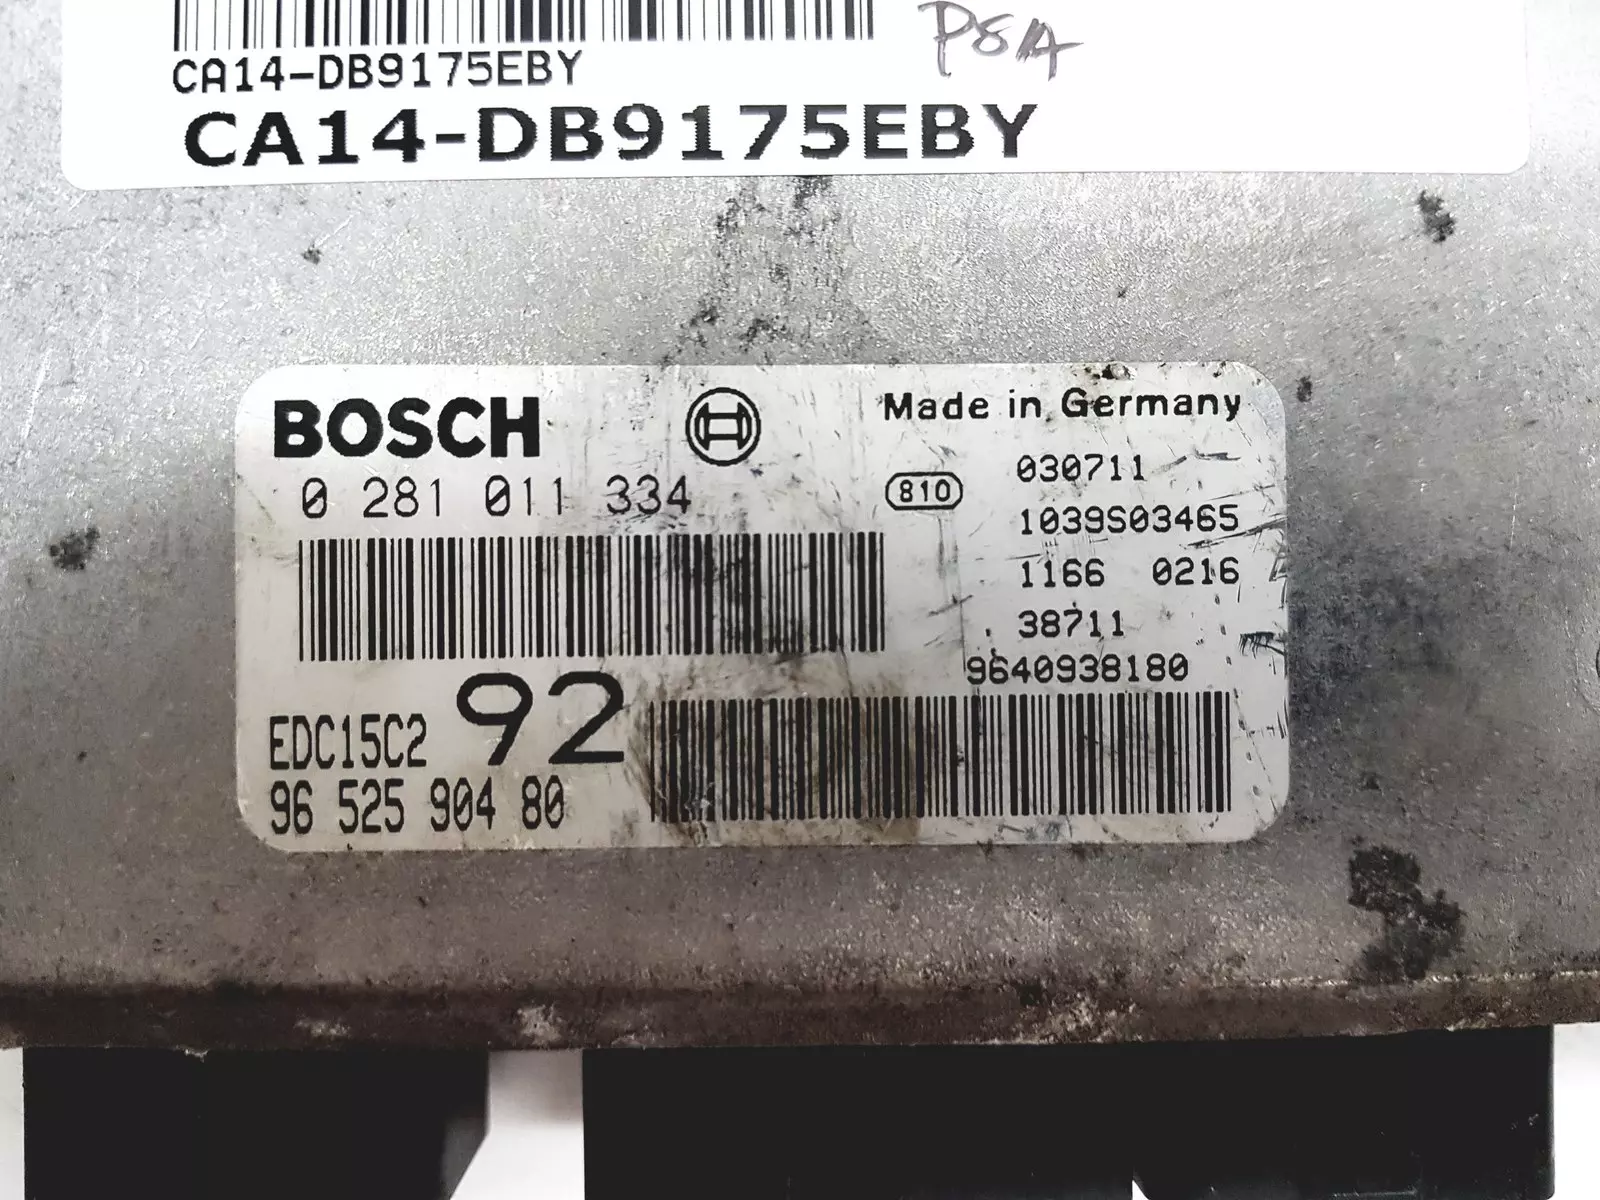 CA14-DB9175EBY
PSA
CA14-DB9175EBY
BOSCH
Made in Germany
0 281 011 334
810
030711
1039S03465
1166 0216
38711
9640938180
EDC15C2 92
96 525 904 80